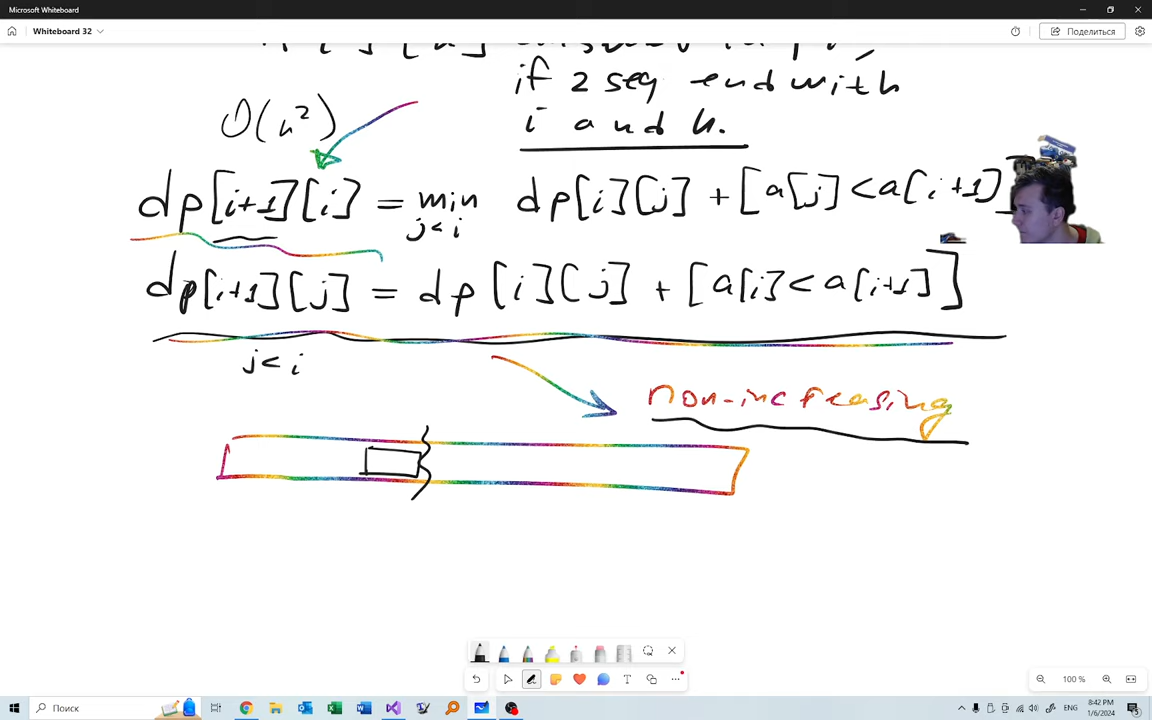 Microsoft Whiteboard
Whiteboard 32
Поделиться
if 2 seq end with
i and k.
O(n²)
dp[i+1][i] = min dp[i][j] + [a[j] < a[i+1]
j < i
dp[i+1][j] = dp[i][j] + [a[i] < a[i+1]]
j < i
non-increasing
100 %
Поиск
ENG
8:42 PM
1/6/2024
5